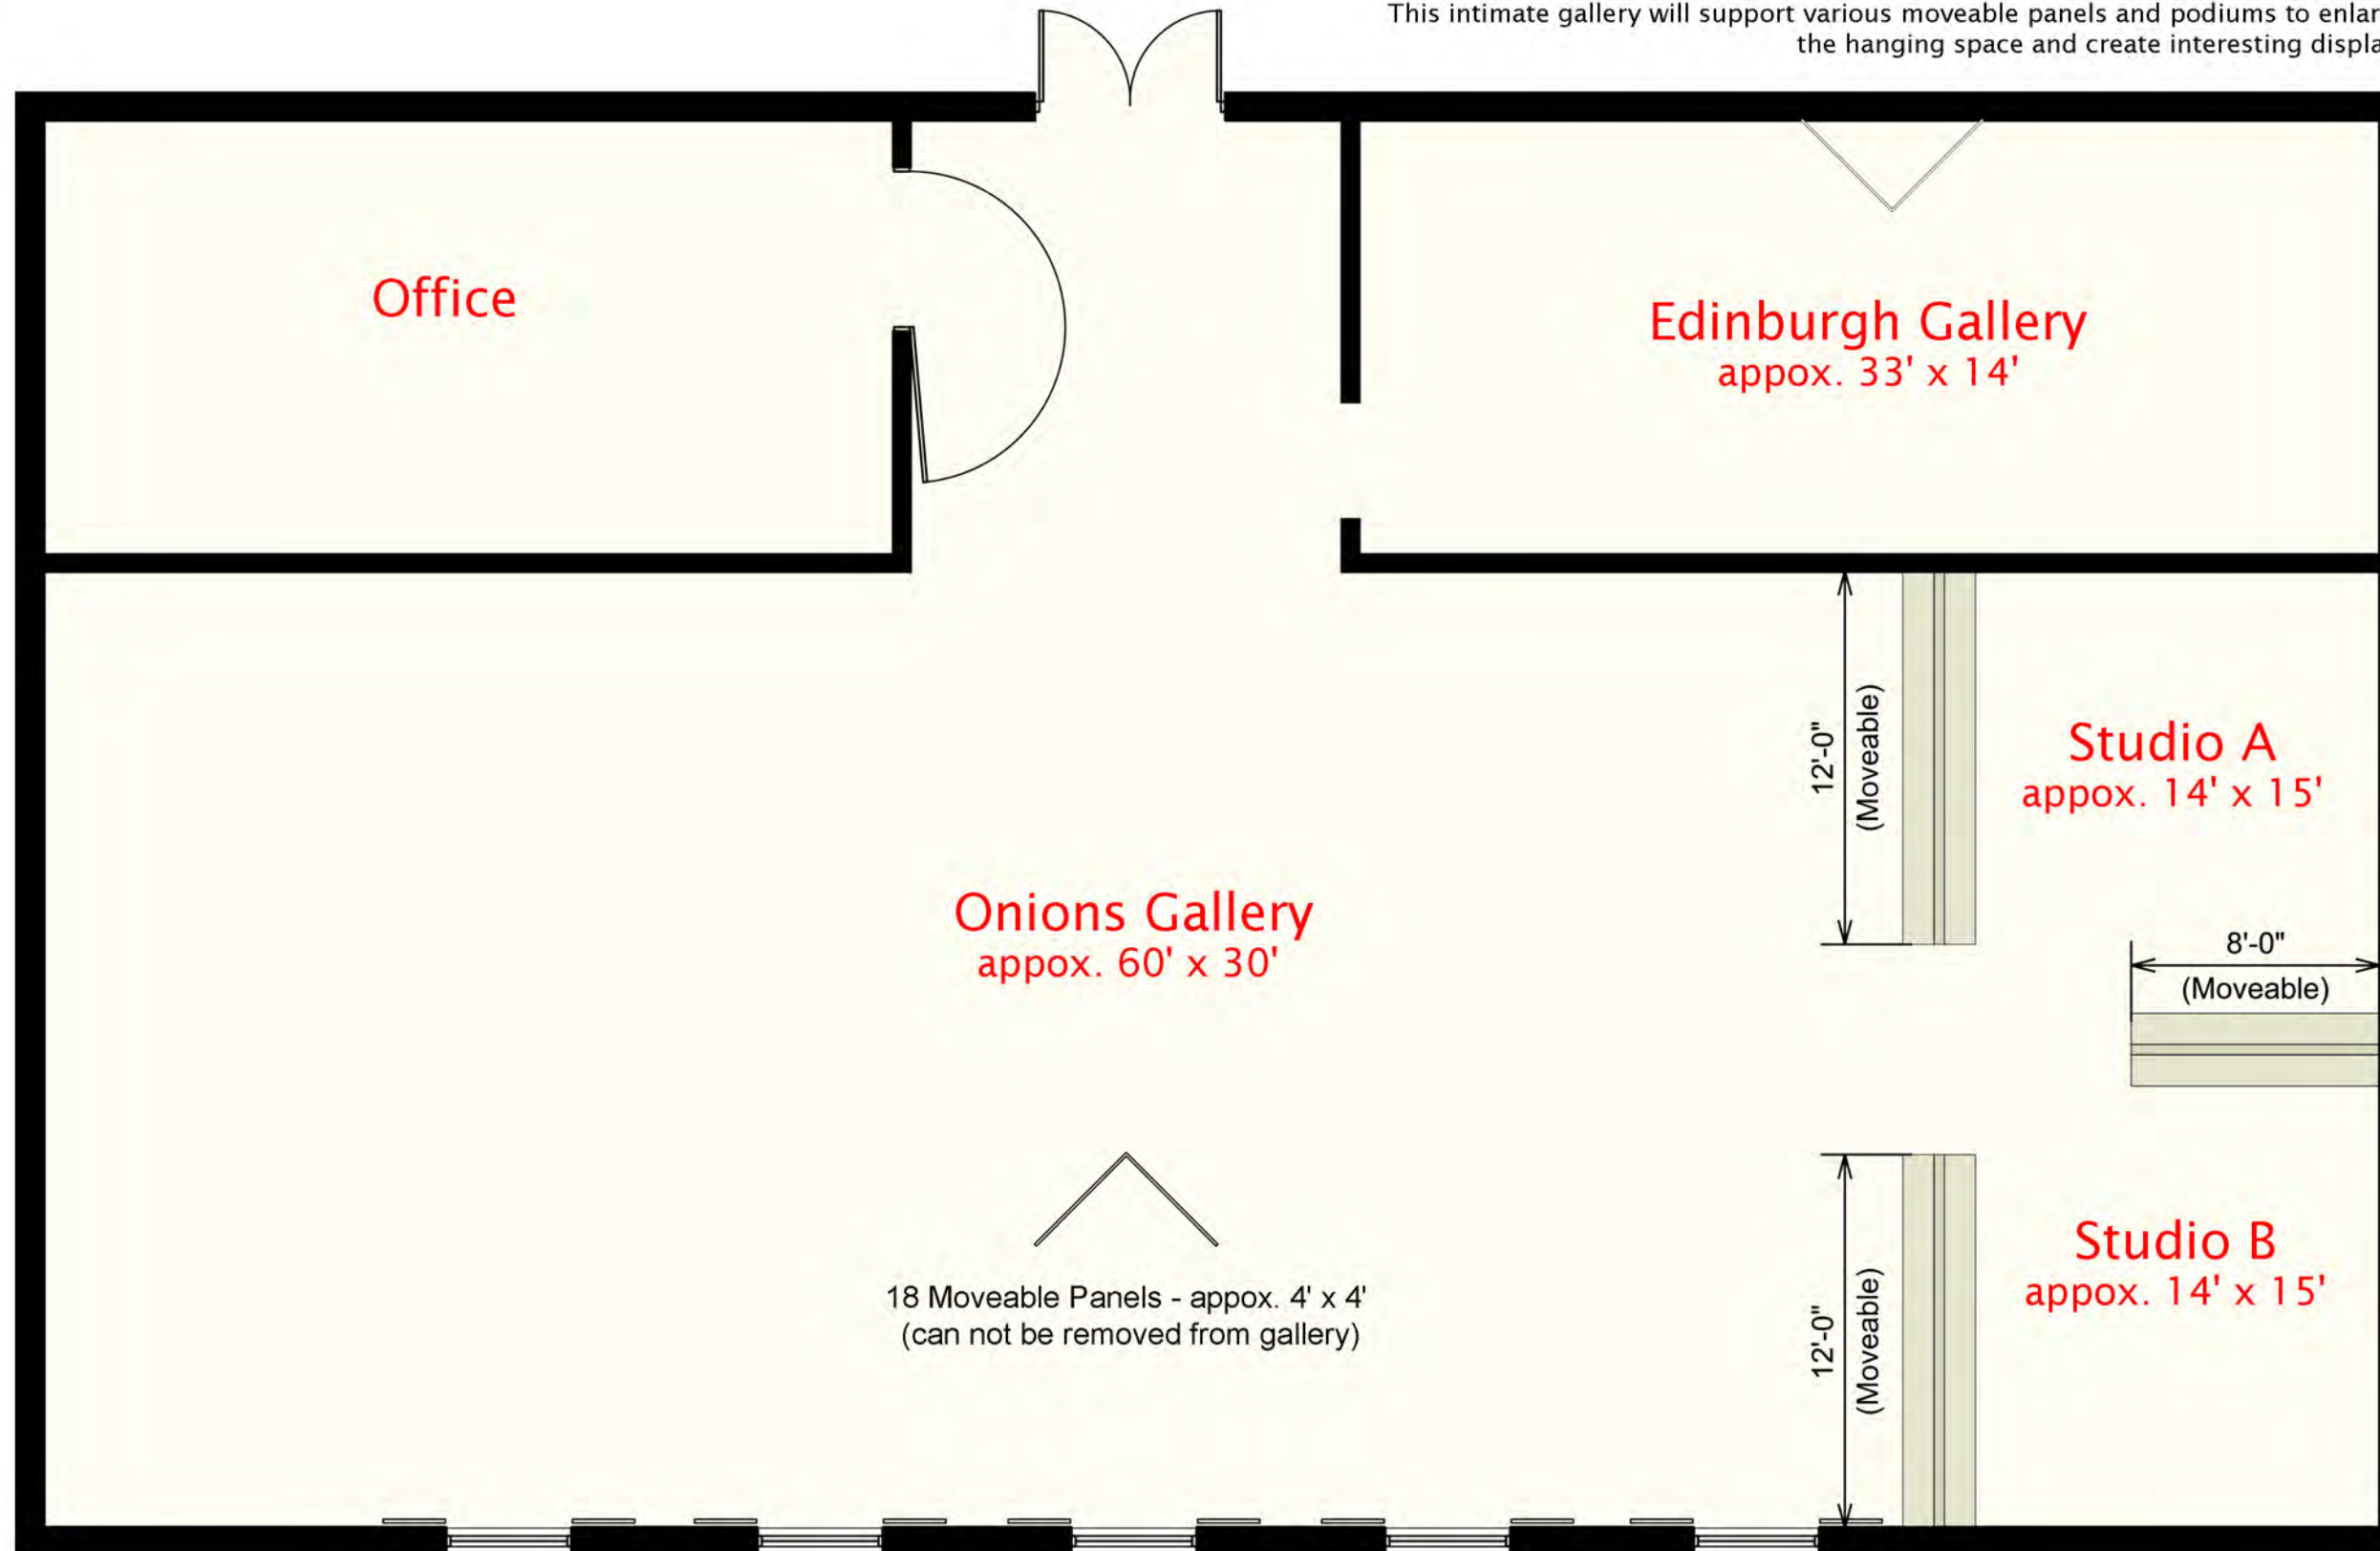 This intimate gallery will support various moveable panels and podiums to enlar
the hanging space and create interesting displa
Office
Edinburgh Gallery
appox. 33' x 14'
12'-0"
(Moveable)
Studio A
appox. 14' x 15'
Onions Gallery
appox. 60' x 30'
8'-0"
(Moveable)
18 Moveable Panels - appox. 4' x 4'
(can not be removed from gallery)
12'-0"
(Moveable)
Studio B
appox. 14' x 15'